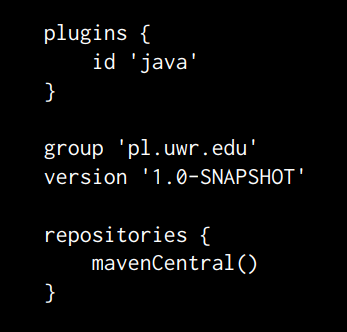 plugins {
    id 'java'
}

group 'pl.uwr.edu'
version '1.0-SNAPSHOT'

repositories {
    mavenCentral()
}